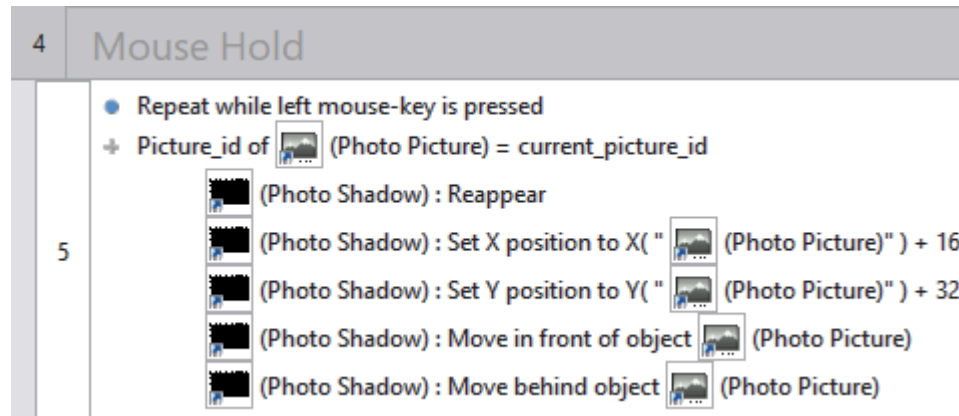 4 Mouse Hold
Repeat while left mouse-key is pressed
Picture_id of (Photo Picture) = current_picture_id
(Photo Shadow) : Reappear
5 (Photo Shadow) : Set X position to X( " (Photo Picture)" ) + 16
(Photo Shadow) : Set Y position to Y( " (Photo Picture)" ) + 32
(Photo Shadow) : Move in front of object (Photo Picture)
(Photo Shadow) : Move behind object (Photo Picture)